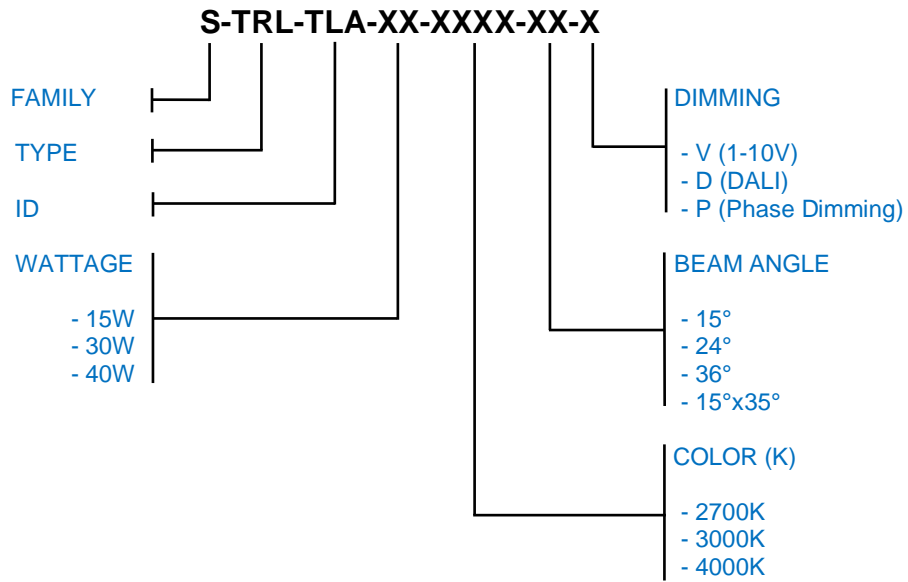 S-TRL-TLA-XX-XXXX-XX-X
FAMILY
TYPE
ID
WATTAGE
- 15W
- 30W
- 40W
DIMMING
- V (1-10V)
- D (DALI)
- P (Phase Dimming)
BEAM ANGLE
- 15°
- 24°
- 36°
- 15°x35°
COLOR (K)
- 2700K
- 3000K
- 4000K